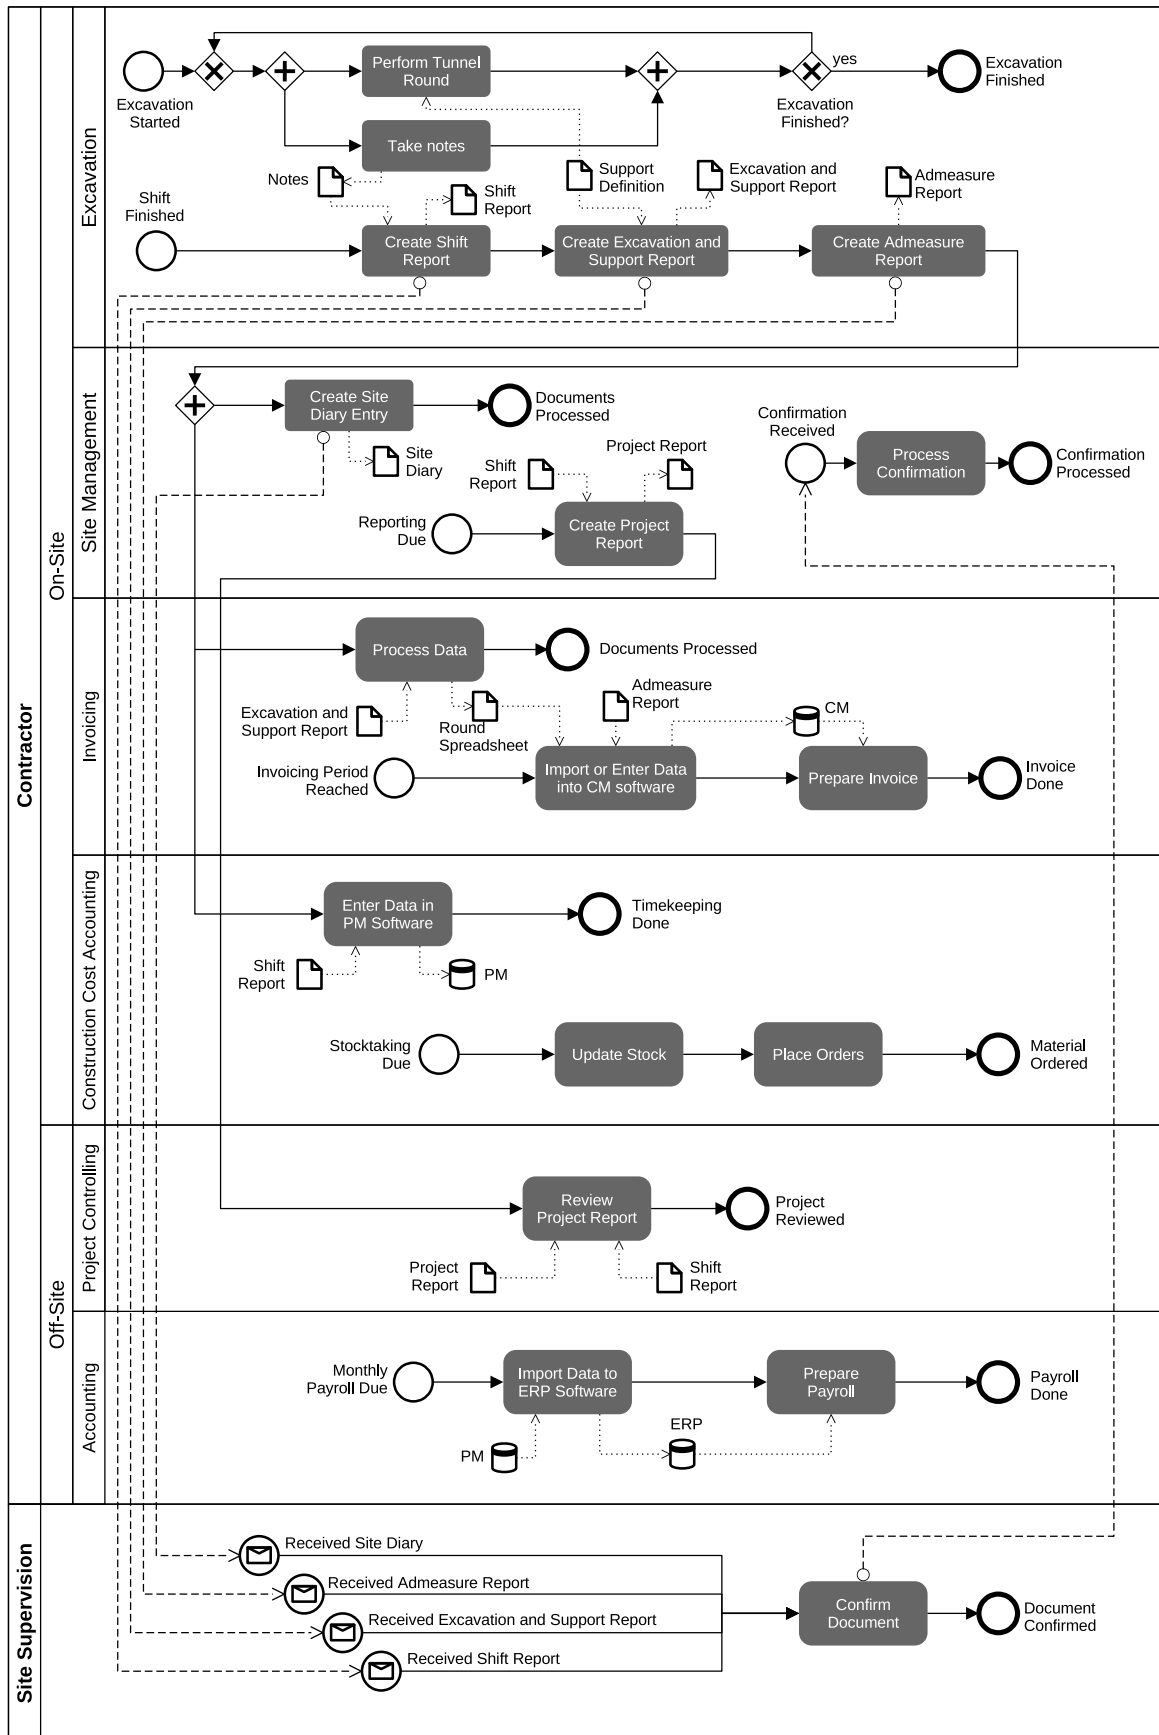 Contractor
Site Supervision
On-Site
Off-Site
Excavation
Site Management
Invoicing
Construction Cost Accounting
Project Controlling
Accounting
Excavation
Started
Perform Tunnel
Round
yes
Excavation
Finished?
Excavation
Finished
Take notes
Notes
Shift
Report
Support
Definition
Excavation and
Support Report
Admeasure
Report
Shift
Finished
Create Shift
Report
Create Excavation and
Support Report
Create Admeasure
Report
Create Site
Diary Entry
Documents
Processed
Site
Diary
Shift
Report
Project Report
Confirmation
Received
Process
Confirmation
Confirmation
Processed
Reporting
Due
Create Project
Report
Process Data
Documents Processed
Excavation and
Support Report
Round
Spreadsheet
Admeasure
Report
CM
Invoicing Period
Reached
Import or Enter Data
into CM software
Prepare Invoice
Invoice
Done
Enter Data in
PM Software
Timekeeping
Done
Shift
Report
PM
Stocktaking
Due
Update Stock
Place Orders
Material
Ordered
Review
Project Report
Project
Reviewed
Project
Report
Shift
Report
Monthly
Payroll Due
Import Data to
ERP Software
Prepare
Payroll
Payroll
Done
PM
ERP
Received Site Diary
Received Admeasure Report
Received Excavation and Support Report
Received Shift Report
Confirm
Document
Document
Confirmed